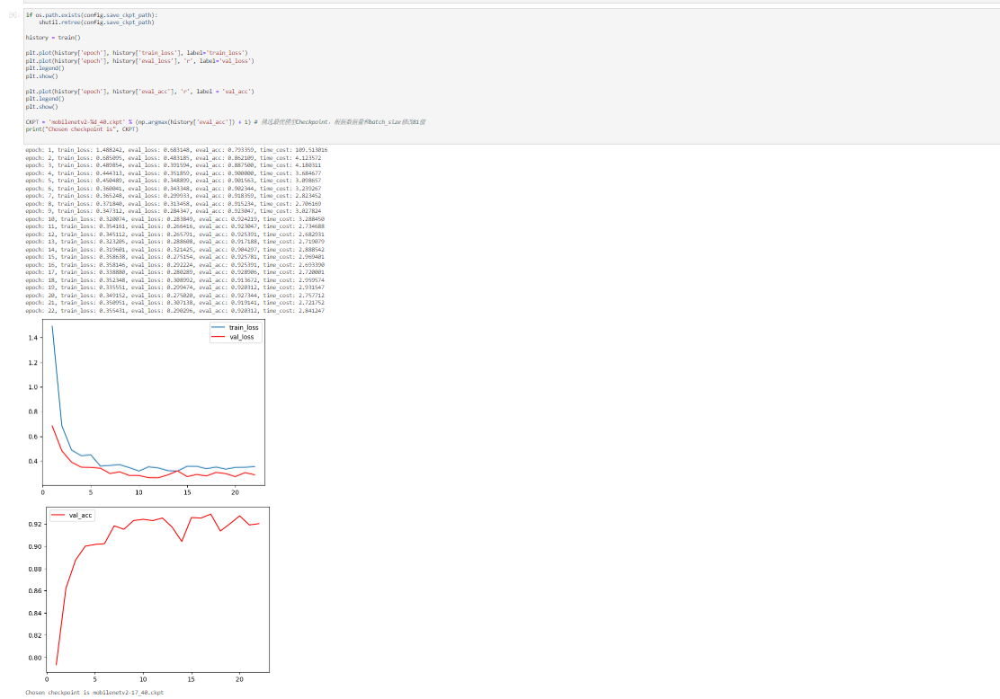 if os.path.exists(config.save_ckpt_path):
    shutil.rmtree(config.save_ckpt_path)
history = train()
plt.plot(history['epoch'], history['train_loss'], label='train_loss')
plt.plot(history['epoch'], history['eval_loss'], 'r', label='val_loss')
plt.legend()
plt.show()
plt.plot(history['epoch'], history['eval_acc'], 'r', label = 'val_acc')
plt.legend()
plt.show()
CKPT = 'mobilenetv2-%d_40.ckpt' % (np.argmax(history['eval_acc']) + 1) # 挑选最优模型Checkpoint，根据数据量和batch_size
print("Chosen checkpoint is", CKPT)
epoch: 1, train_loss: 1.488242, eval_loss: 0.683148, eval_acc: 0.793359, time_cost: 109.513016
epoch: 2, train_loss: 0.685095, eval_loss: 0.483185, eval_acc: 0.862109, time_cost: 4.123572
epoch: 3, train_loss: 0.489854, eval_loss: 0.391594, eval_acc: 0.887500, time_cost: 4.180311
epoch: 4, train_loss: 0.444313, eval_loss: 0.351859, eval_acc: 0.900000, time_cost: 3.684677
epoch: 5, train_loss: 0.450489, eval_loss: 0.348899, eval_acc: 0.901563, time_cost: 3.098657
epoch: 6, train_loss: 0.360041, eval_loss: 0.343348, eval_acc: 0.902344, time_cost: 3.239267
epoch: 7, train_loss: 0.365248, eval_loss: 0.299933, eval_acc: 0.918359, time_cost: 2.823452
epoch: 8, train_loss: 0.371840, eval_loss: 0.313458, eval_acc: 0.915234, time_cost: 2.706169
epoch: 9, train_loss: 0.347312, eval_loss: 0.284347, eval_acc: 0.923047, time_cost: 3.027824
epoch: 10, train_loss: 0.320074, eval_loss: 0.283849, eval_acc: 0.924219, time_cost: 3.288450
epoch: 11, train_loss: 0.354161, eval_loss: 0.266416, eval_acc: 0.923047, time_cost: 2.734688
epoch: 12, train_loss: 0.345112, eval_loss: 0.265791, eval_acc: 0.925391, time_cost: 2.682931
epoch: 13, train_loss: 0.323205, eval_loss: 0.288608, eval_acc: 0.917188, time_cost: 2.719079
epoch: 14, train_loss: 0.319601, eval_loss: 0.321425, eval_acc: 0.904297, time_cost: 2.888542
epoch: 15, train_loss: 0.358638, eval_loss: 0.275154, eval_acc: 0.925781, time_cost: 2.969401
epoch: 16, train_loss: 0.358146, eval_loss: 0.292224, eval_acc: 0.925391, time_cost: 2.693390
epoch: 17, train_loss: 0.338880, eval_loss: 0.280289, eval_acc: 0.928906, time_cost: 2.720001
epoch: 18, train_loss: 0.352348, eval_loss: 0.308992, eval_acc: 0.913672, time_cost: 2.959574
epoch: 19, train_loss: 0.335551, eval_loss: 0.299474, eval_acc: 0.920312, time_cost: 2.931547
epoch: 20, train_loss: 0.349152, eval_loss: 0.275020, eval_acc: 0.927344, time_cost: 2.757712
epoch: 21, train_loss: 0.350951, eval_loss: 0.307138, eval_acc: 0.919141, time_cost: 2.721752
epoch: 22, train_loss: 0.355431, eval_loss: 0.290296, eval_acc: 0.920312, time_cost: 2.841247
train_loss
val_loss
1.4
1.2
1.0
0.8
0.6
0.4
0 5 10 15 20
val_acc
0.92
0.90
0.88
0.86
0.84
0.82
0.80
0 5 10 15 20
Chosen checkpoint is mobilenetv2-17_40.ckpt